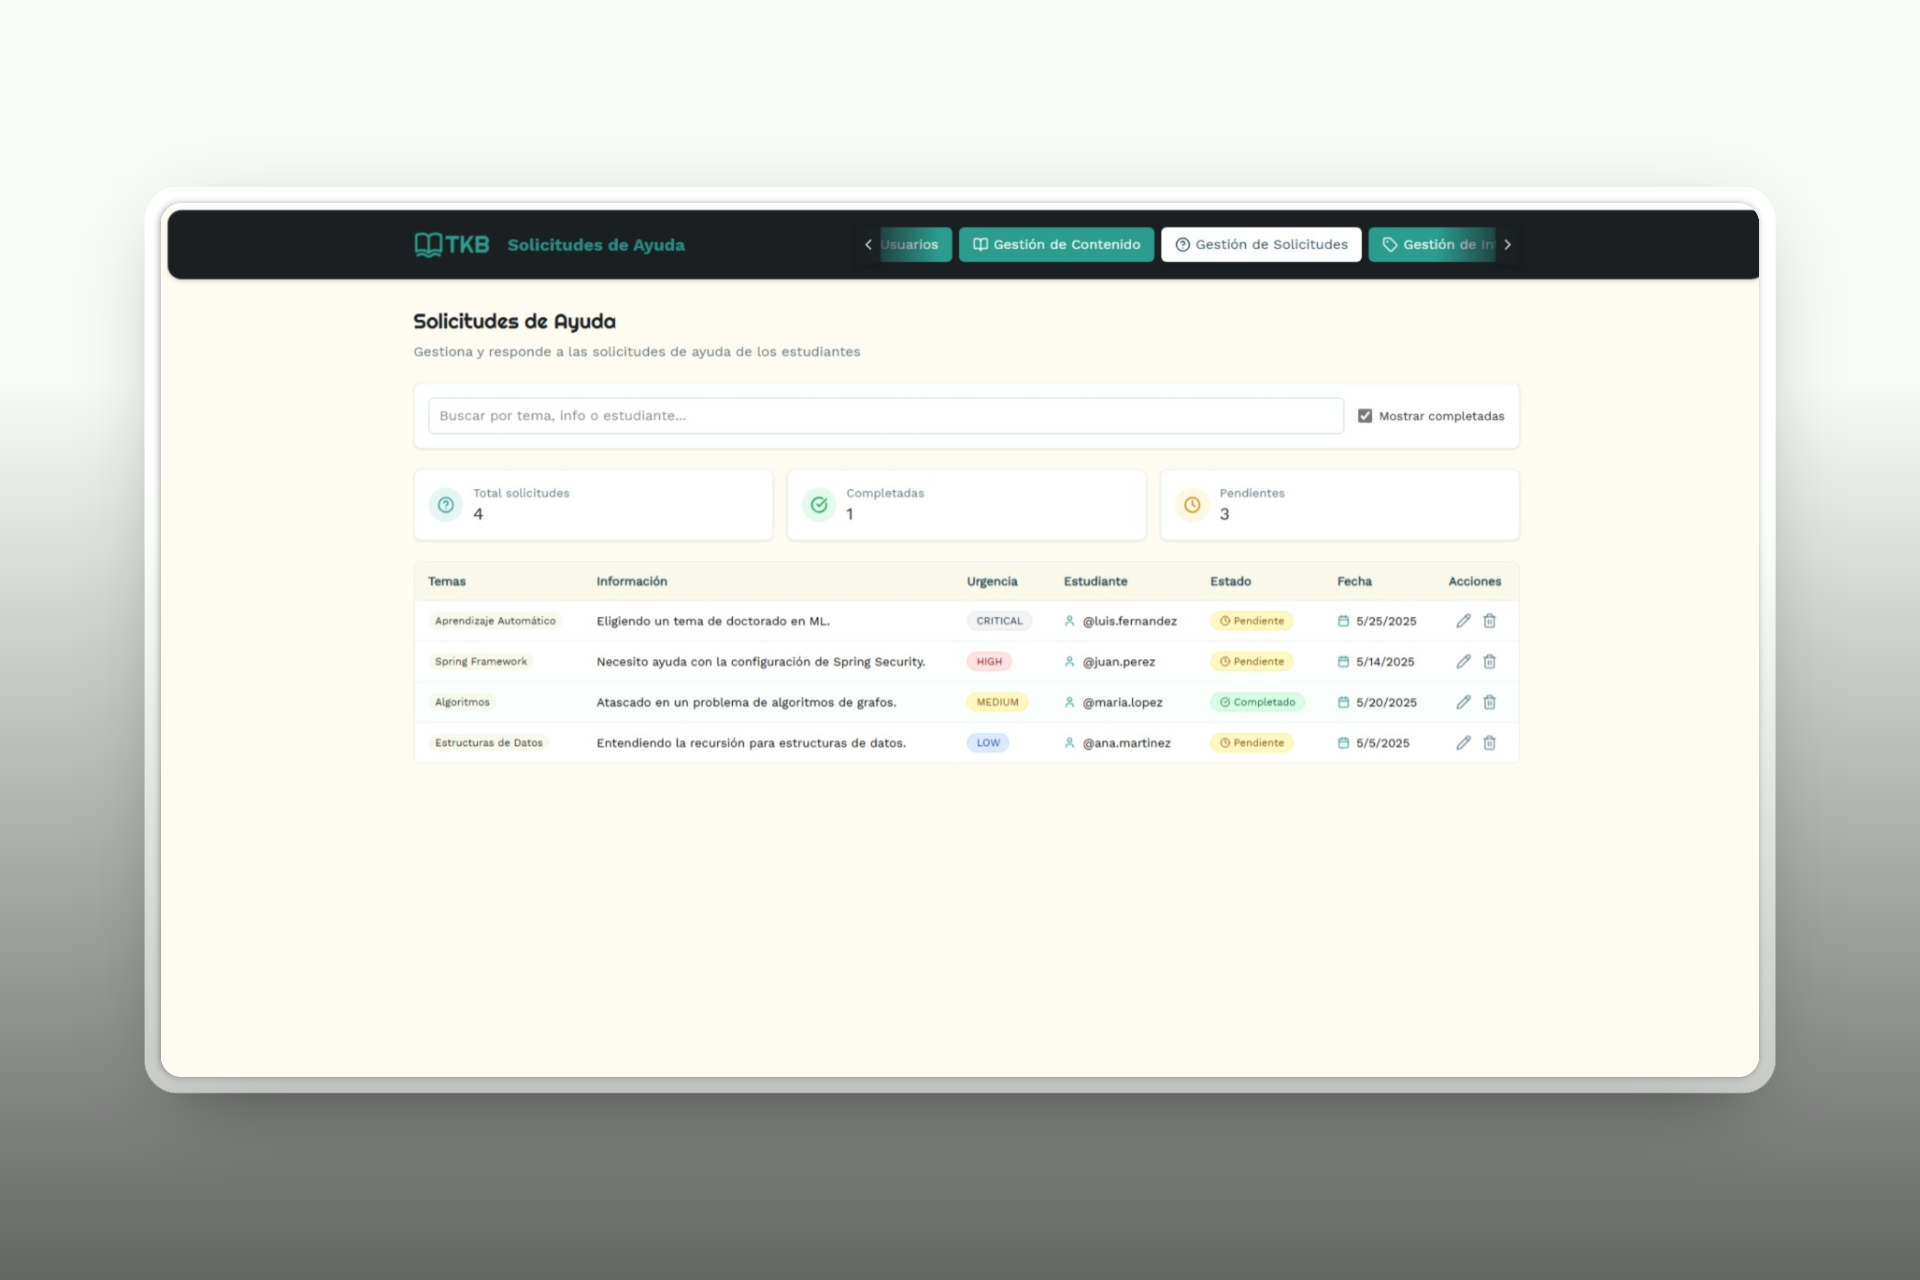 TKB Solicitudes de Ayuda Usuarios Gestión de Contenido Gestión de Solicitudes Gestión de
Solicitudes de Ayuda
Gestiona y responde a las solicitudes de ayuda de los estudiantes
Buscar por tema, info o estudiante... Mostrar completadas
Total solicitudes
4
Completadas
1
Pendientes
3
Temas Información Urgencia Estudiante Estado Fecha Acciones
Aprendizaje Automático Eligiendo un tema de doctorado en ML. CRITICAL @luis.fernandez Pendiente 5/25/2025
Spring Framework Necesito ayuda con la configuración de Spring Security. HIGH @juan.perez Pendiente 5/14/2025
Algoritmos Atascado en un problema de algoritmos de grafos. MEDIUM @maria.lopez Completado 5/20/2025
Estructuras de Datos Entendiendo la recursión para estructuras de datos. LOW @ana.martinez Pendiente 5/5/2025